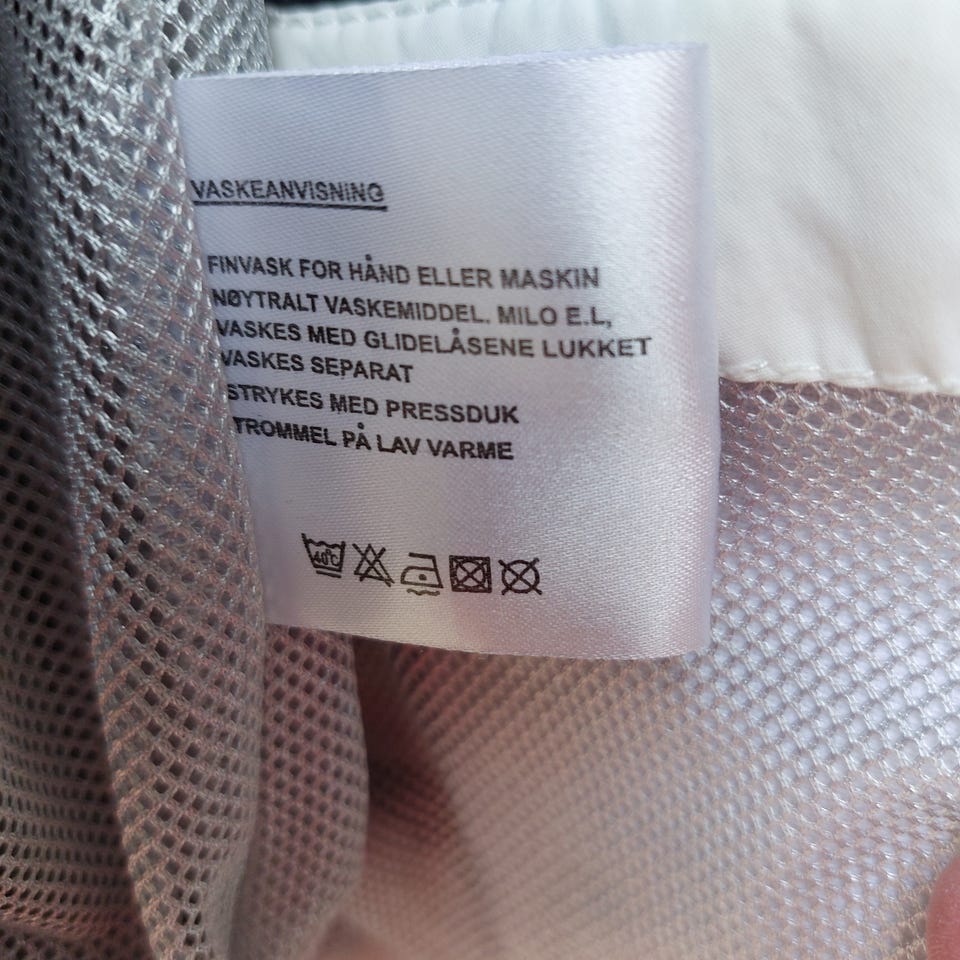 VASKEANVISNING
FINVASK FOR HÅND ELLER MASKIN
NØYTRALT VASKEMIDDEL. MILO E.L,
VASKES MED GLIDELÅSENE LUKKET
VASKES SEPARAT
STRYKES MED PRESSDUK
TROMMEL PÅ LAV VARME
40°C